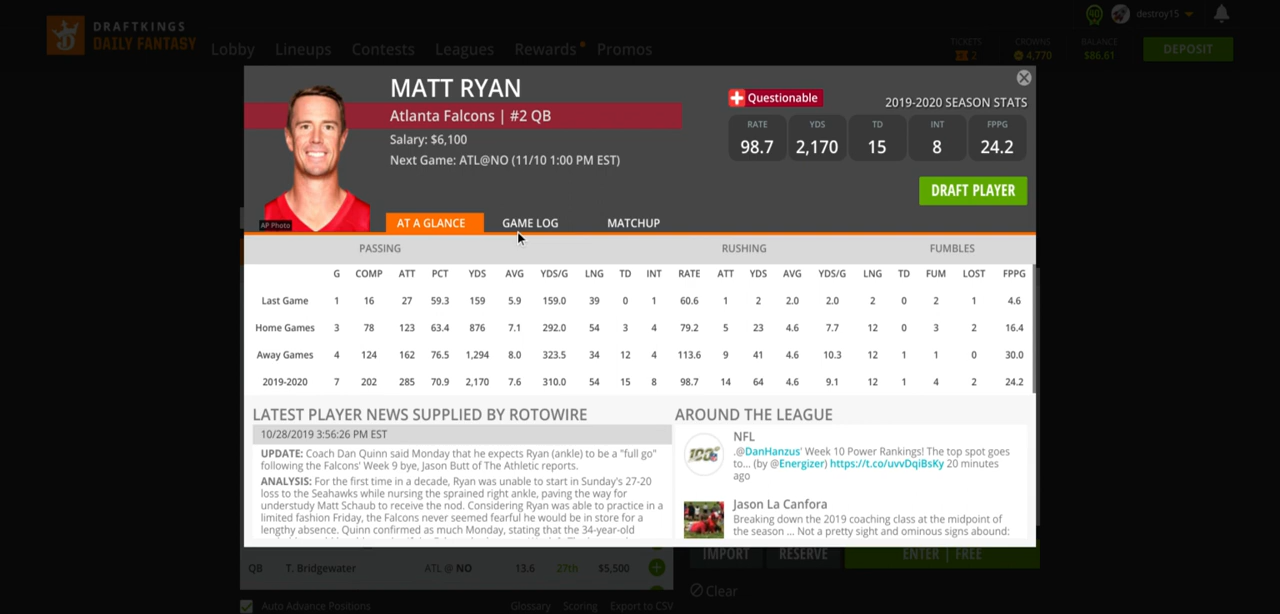 DRAFTKINGS
DAILY FANTASY
Lobby Lineups Contests Leagues Rewards Promos
40 destroy15
TICKETS CROWNS BALANCE
2 4,770 $86.61
DEPOSIT
MATT RYAN
Atlanta Falcons | #2 QB
Salary: $6,100
Next Game: ATL@NO (11/10 1:00 PM EST)
AP Photo
Questionable
2019-2020 SEASON STATS
RATE YDS TD INT FPPG
98.7 2,170 15 8 24.2
DRAFT PLAYER
AT A GLANCE GAME LOG MATCHUP
PASSING RUSHING FUMBLES
G COMP ATT PCT YDS AVG YDS/G LNG TD INT RATE ATT YDS AVG YDS/G LNG TD FUM LOST FPPG
Last Game 1 16 27 59.3 159 5.9 159.0 39 0 1 60.6 1 2 2.0 2.0 2 0 2 1 4.6
Home Games 3 78 123 63.4 876 7.1 292.0 54 3 4 79.2 5 23 4.6 7.7 12 0 3 2 16.4
Away Games 4 124 162 76.5 1,294 8.0 323.5 34 12 4 113.6 9 41 4.6 10.3 12 1 1 0 30.0
2019-2020 7 202 285 70.9 2,170 7.6 310.0 54 15 8 98.7 14 64 4.6 9.1 12 1 4 2 24.2
LATEST PLAYER NEWS SUPPLIED BY ROTOWIRE
10/28/2019 3:56:26 PM EST
UPDATE: Coach Dan Quinn said Monday that he expects Ryan (ankle) to be a "full go"
following the Falcons' Week 9 bye, Jason Butt of The Athletic reports.
ANALYSIS: For the first time in a decade, Ryan was unable to start in Sunday's 27-20
loss to the Seahawks while nursing the sprained right ankle, paving the way for
understudy Matt Schaub to receive the nod. Considering Ryan was able to practice in a
limited fashion Friday, the Falcons never seemed fearful he would be in store for a
lengthy absence. Quinn confirmed as much Monday, stating that the 34-year-old
AROUND THE LEAGUE
NFL
.@DanHanzus' Week 10 Power Rankings! The top spot goes
to... (by @Energizer) https://t.co/uvvDqiBsKy 20 minutes
ago
Jason La Canfora
Breaking down the 2019 coaching class at the midpoint of
the season ... Not a pretty sight and ominous signs abound:
IMPORT RESERVE ENTER | FREE
QB T. Bridgewater ATL @ NO 13.6 27th $5,500
Clear
Auto Advance Positions Glossary Scoring Export to CSV